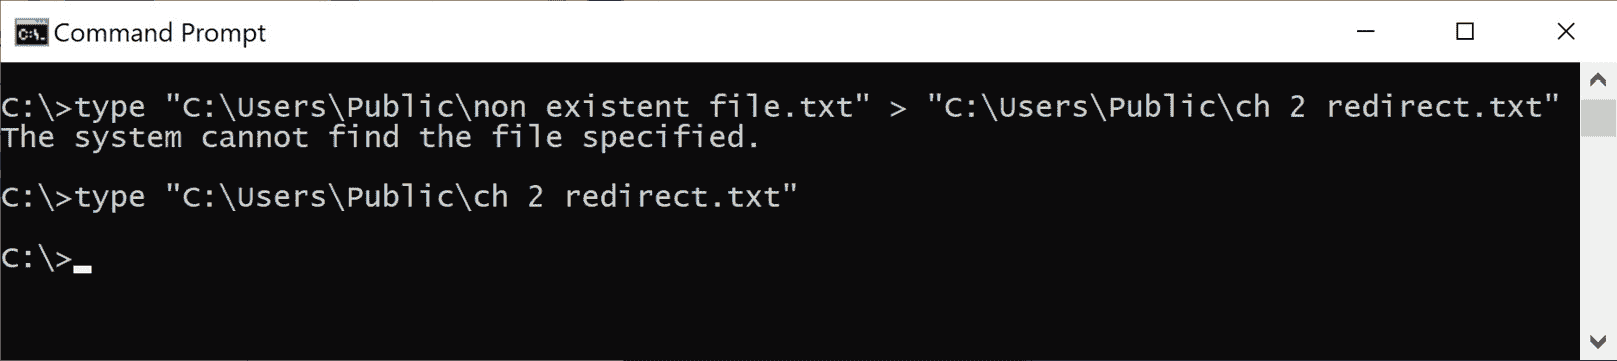 Command Prompt
C:\>type "C:\Users\Public\non existent file.txt" > "C:\Users\Public\ch 2 redirect.txt"
The system cannot find the file specified.
C:\>type "C:\Users\Public\ch 2 redirect.txt"
C:\>